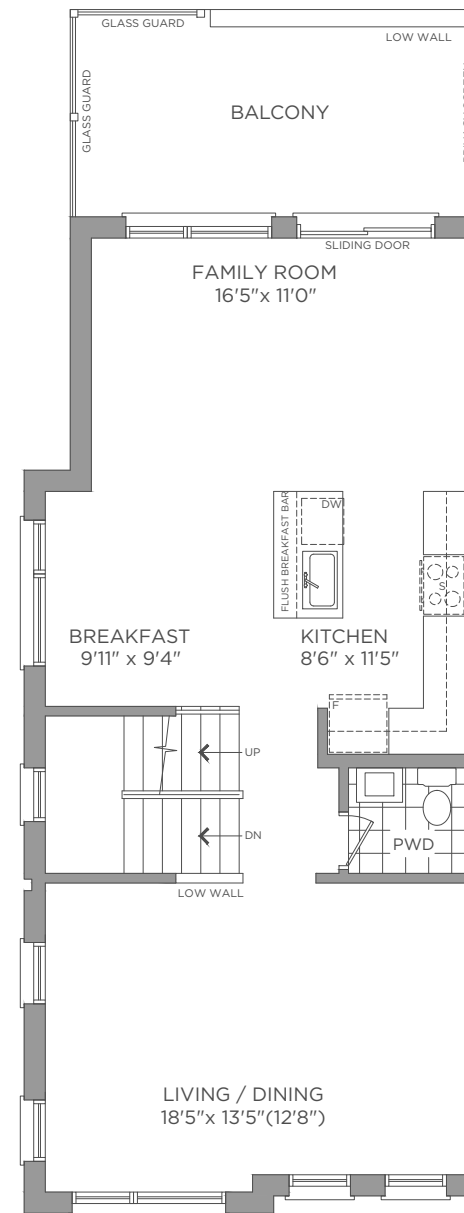 GLASS GUARD
LOW WALL
GLASS GUARD
BALCONY
SLIDING DOOR
FAMILY ROOM
16'5"x 11'0"
DW
FLUSH BREAKFAST BAR
S
BREAKFAST
9'11" x 9'4"
KITCHEN
8'6" x 11'5"
F
UP
DN
PWD
LOW WALL
LIVING / DINING
18'5"x 13'5"(12'8")